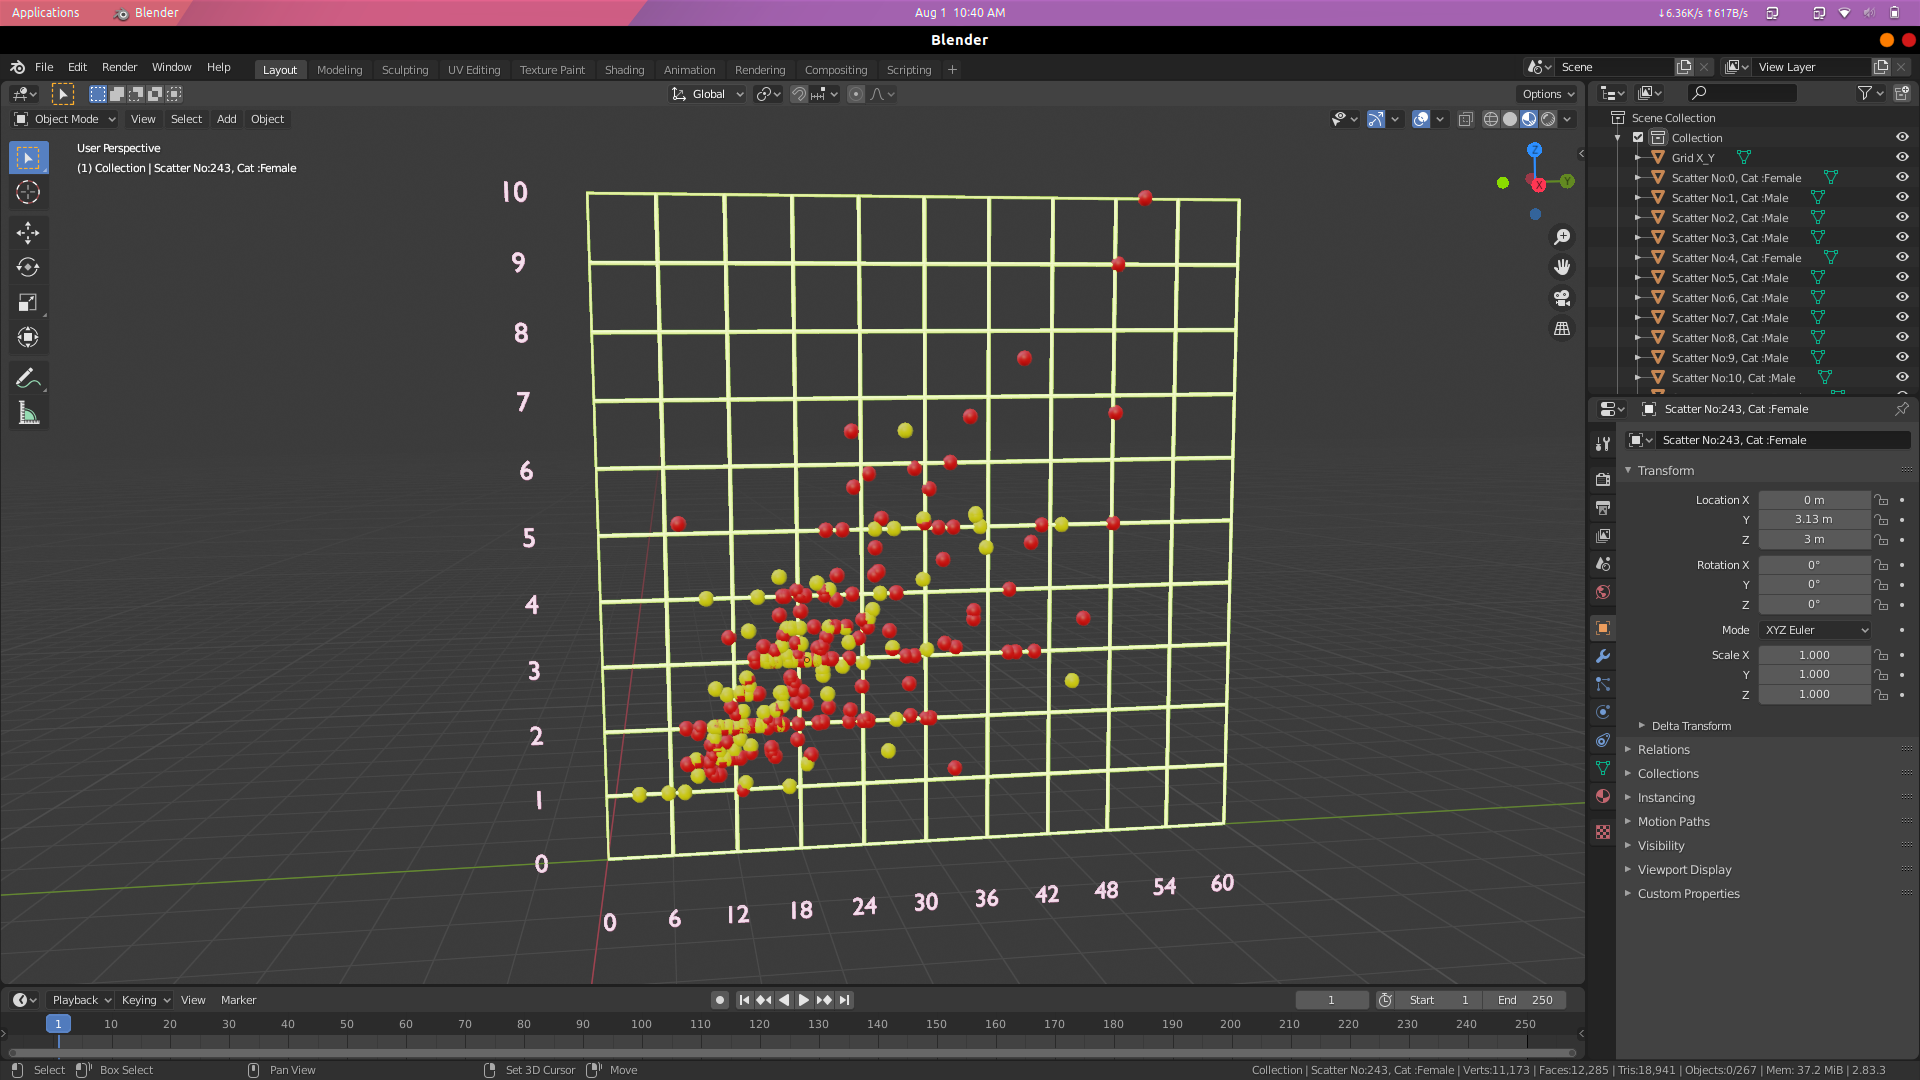 Applications Blender Aug 1 10:40 AM ↓6.36K/s ↑617B/s
Blender
File Edit Render Window Help Layout Modeling Sculpting UV Editing Texture Paint Shading Animation Rendering Compositing Scripting + Scene View Layer
Global Options
Object Mode View Select Add Object
User Perspective
(1) Collection | Scatter No:243, Cat :Female
Z
X
Y
10
9
8
7
6
5
4
3
2
1
0
0 6 12 18 24 30 36 42 48 54 60
Scene Collection
Collection
Grid X_Y
Scatter No:0, Cat :Female
Scatter No:1, Cat :Male
Scatter No:2, Cat :Male
Scatter No:3, Cat :Male
Scatter No:4, Cat :Female
Scatter No:5, Cat :Male
Scatter No:6, Cat :Male
Scatter No:7, Cat :Male
Scatter No:8, Cat :Male
Scatter No:9, Cat :Male
Scatter No:10, Cat :Male
Scatter No:243, Cat :Female
Scatter No:243, Cat :Female
Transform
Location X 0 m
Y 3.13 m
Z 3 m
Rotation X 0°
Y 0°
Z 0°
Mode XYZ Euler
Scale X 1.000
Y 1.000
Z 1.000
Delta Transform
Relations
Collections
Instancing
Motion Paths
Visibility
Viewport Display
Custom Properties
Playback Keying View Marker 1 Start 1 End 250
1 10 20 30 40 50 60 70 80 90 100 110 120 130 140 150 160 170 180 190 200 210 220 230 240 250
Select Box Select Pan View Set 3D Cursor Move Collection | Scatter No:243, Cat :Female | Verts:11,173 | Faces:12,285 | Tris:18,941 | Objects:0/267 | Mem: 37.2 MiB | 2.83.3